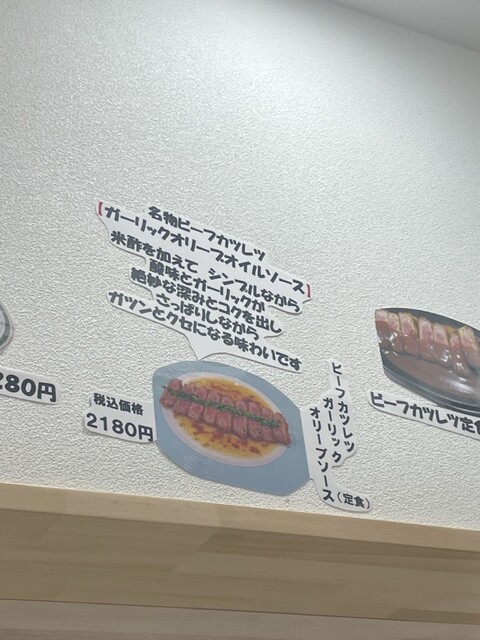 名物ビーフカツレツ
【ガーリックオリーブオイルソース】
米酢を加えて シンプルながら
酸味とガーリックが
絶妙な深みとコクを出し
さっぱりしながら
ガツンとクセになる味わいです
280円
税込価格
2180円
ビーフカツレツ
ガーリック
オリーブソース(定食)
ビーフカツレツ定食